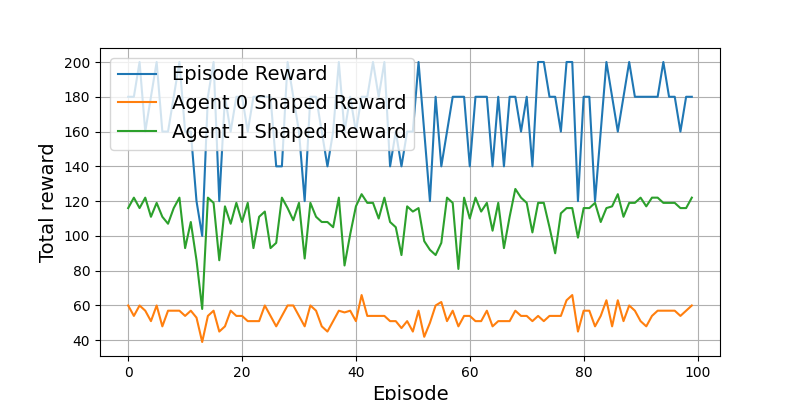 200
180
160
140
120
100
80
60
40
Total reward
Episode Reward
Agent 0 Shaped Reward
Agent 1 Shaped Reward
0 20 40 60 80 100
Episode